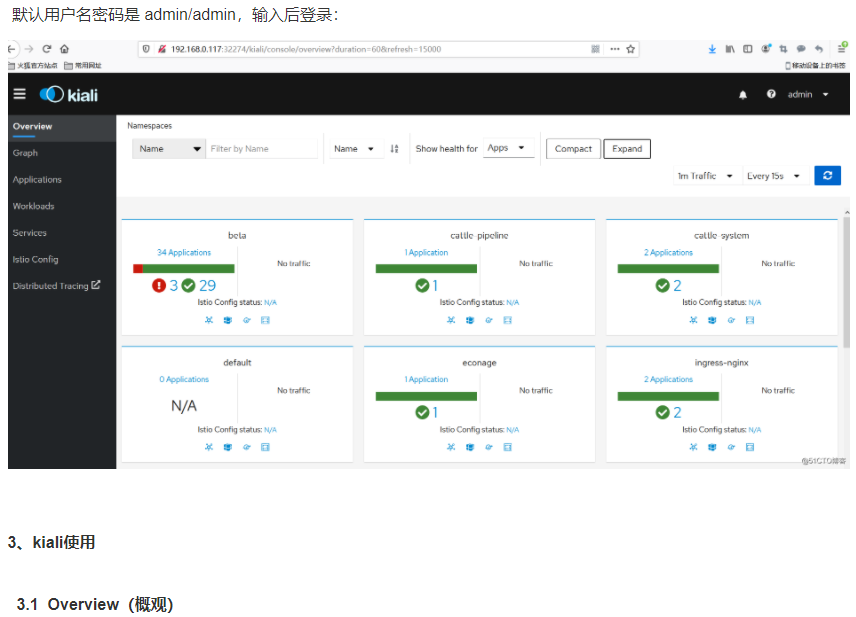 默认用户名密码是 admin/admin，输入后登录：
192.168.0.117:32274/kiali/console/overview?duration=60&refresh=15000
火狐官方站点 常用网址 移动设备上的书签
kiali
admin
Overview
Graph
Applications
Workloads
Services
Istio Config
Distributed Tracing
Namespaces
Name Filter by Name Name Show health for Apps Compact Expand
1m Traffic Every 15s
beta cattle-pipeline cattle-system
34 Applications 1 Application 2 Applications
No traffic No traffic No traffic
3 29 1 2
Istio Config status: N/A Istio Config status: N/A Istio Config status: N/A
default econage ingress-nginx
0 Applications 1 Application 2 Applications
No traffic No traffic No traffic
N/A 1 2
Istio Config status: N/A Istio Config status: N/A Istio Config status: N/A
@51CTO博客
3、kiali使用
3.1 Overview（概观）